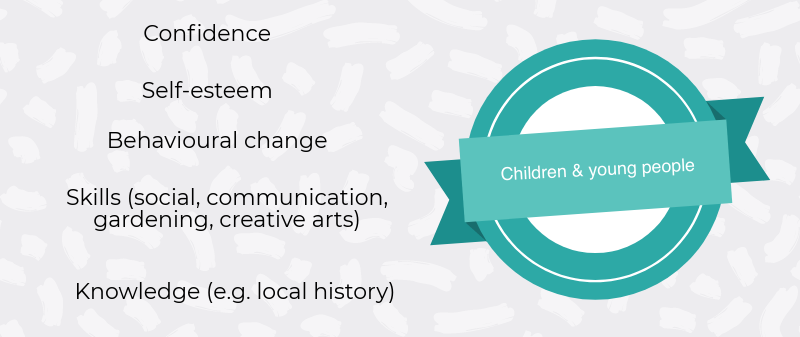 Confidence
Self-esteem
Behavioural change
Skills (social, communication,
gardening, creative arts)
Knowledge (e.g. local history)
Children & young people